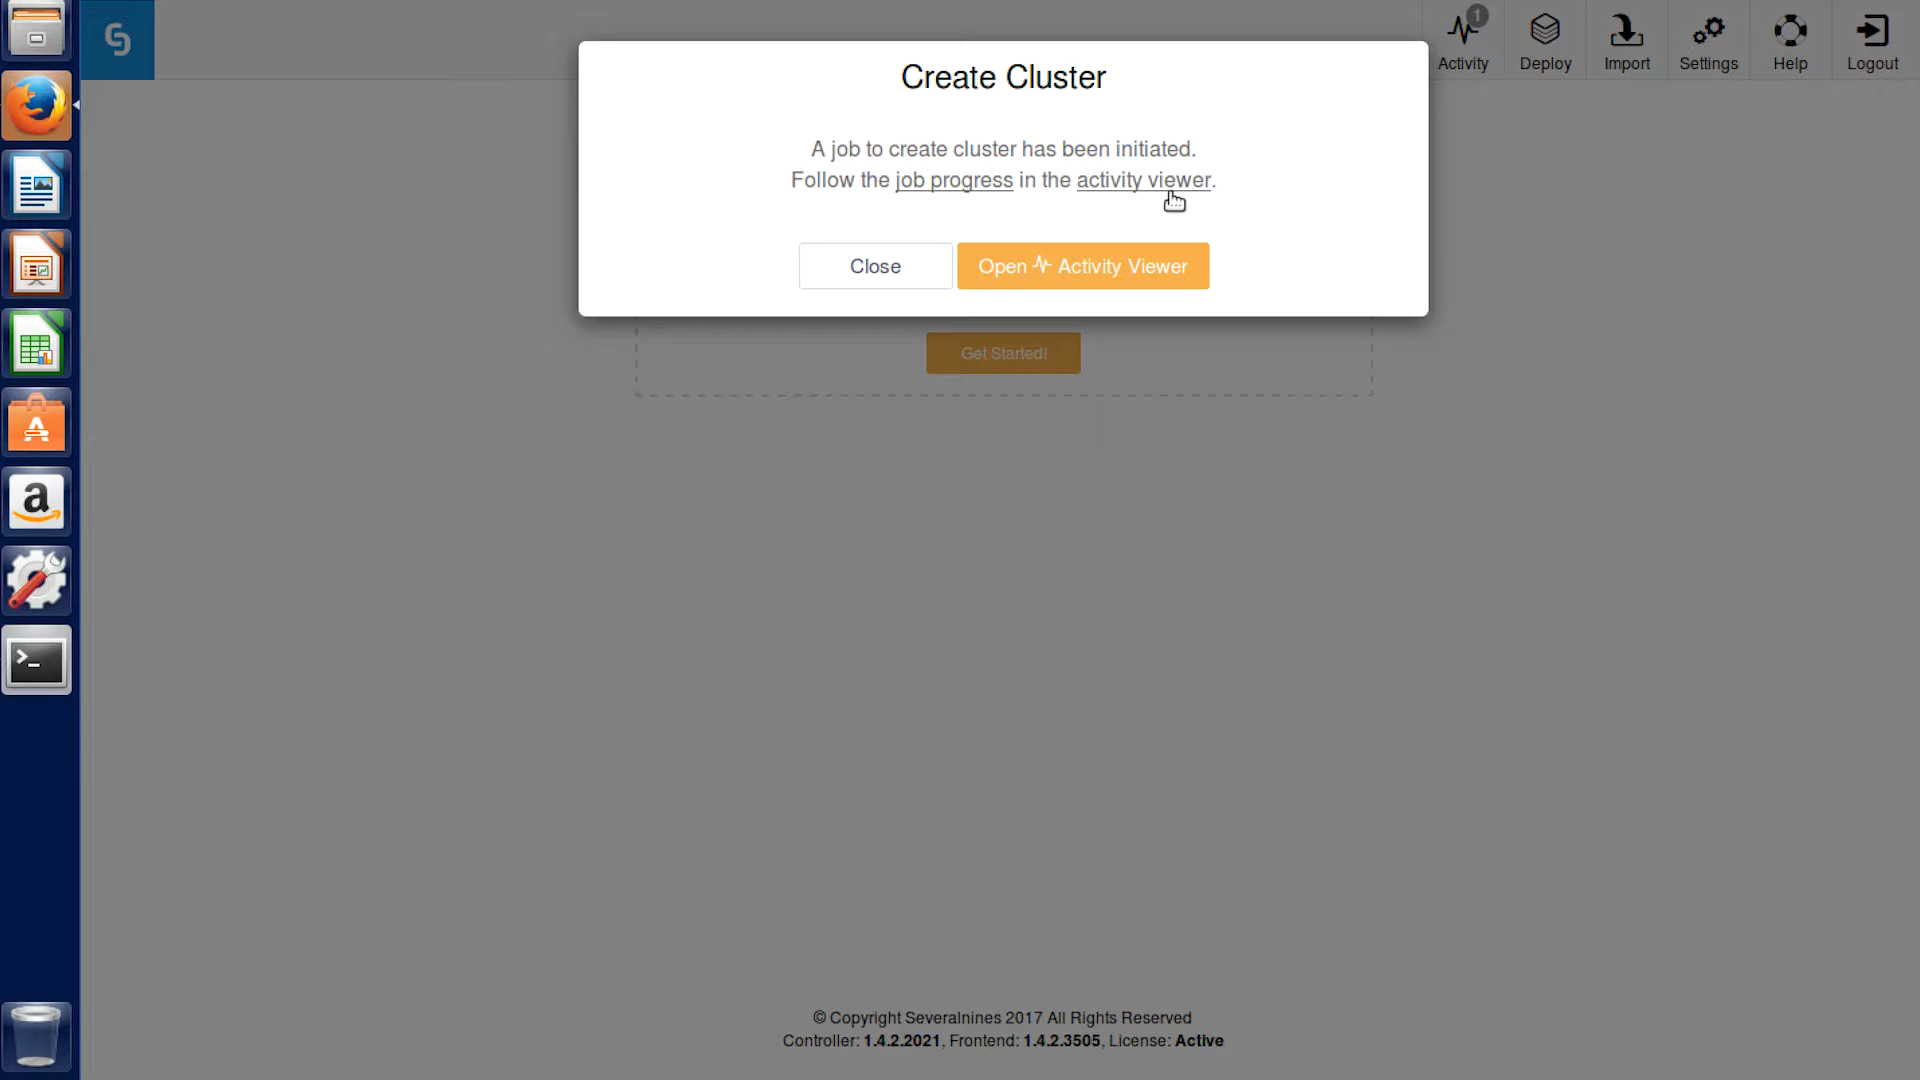 1
Activity
Deploy
Import
Settings
Help
Logout
Create Cluster
A job to create cluster has been initiated.
Follow the job progress in the activity viewer.
Close
Open Activity Viewer
Get Started!
© Copyright Severalnines 2017 All Rights Reserved
Controller: 1.4.2.2021, Frontend: 1.4.2.3505, License: Active